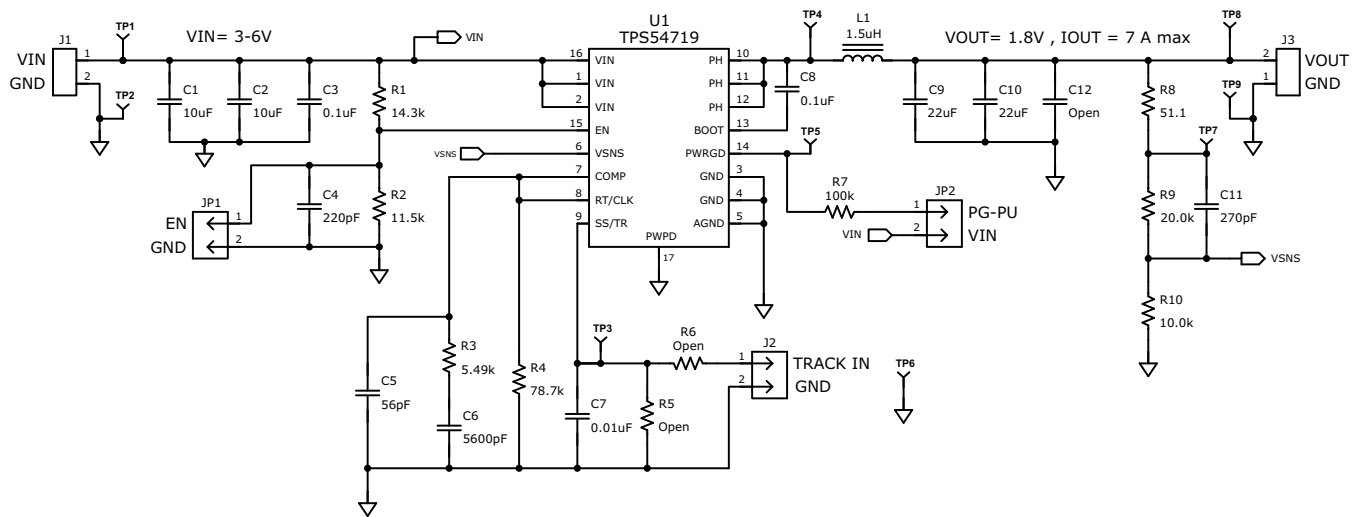 U1
TPS54719
TP1
VIN= 3-6V
VIN
J1
VIN
GND
1
2
TP2
C1
10uF
C2
10uF
C3
0.1uF
R1
14.3k
C4
220pF
R2
11.5k
JP1
EN
GND
1
2
VSNS
16 VIN
1 VIN
2 VIN
15 EN
6 VSNS
7 COMP
8 RT/CLK
9 SS/TR
PH 10
PH 11
PH 12
BOOT 13
PWRGD 14
GND 3
GND 4
AGND 5
PWPD
17
TP4
L1
1.5uH
C8
0.1uF
TP5
VOUT= 1.8V , IOUT = 7 A max
C9
22uF
C10
22uF
C12
Open
R8
51.1
TP8
J3
2
1
VOUT
GND
TP9
TP7
R7
100k
JP2
1
2
PG-PU
VIN
VIN
R9
20.0k
C11
270pF
VSNS
R10
10.0k
C5
56pF
R3
5.49k
C6
5600pF
R4
78.7k
TP3
C7
0.01uF
R5
Open
R6
Open
J2
1
2
TRACK IN
GND
TP6